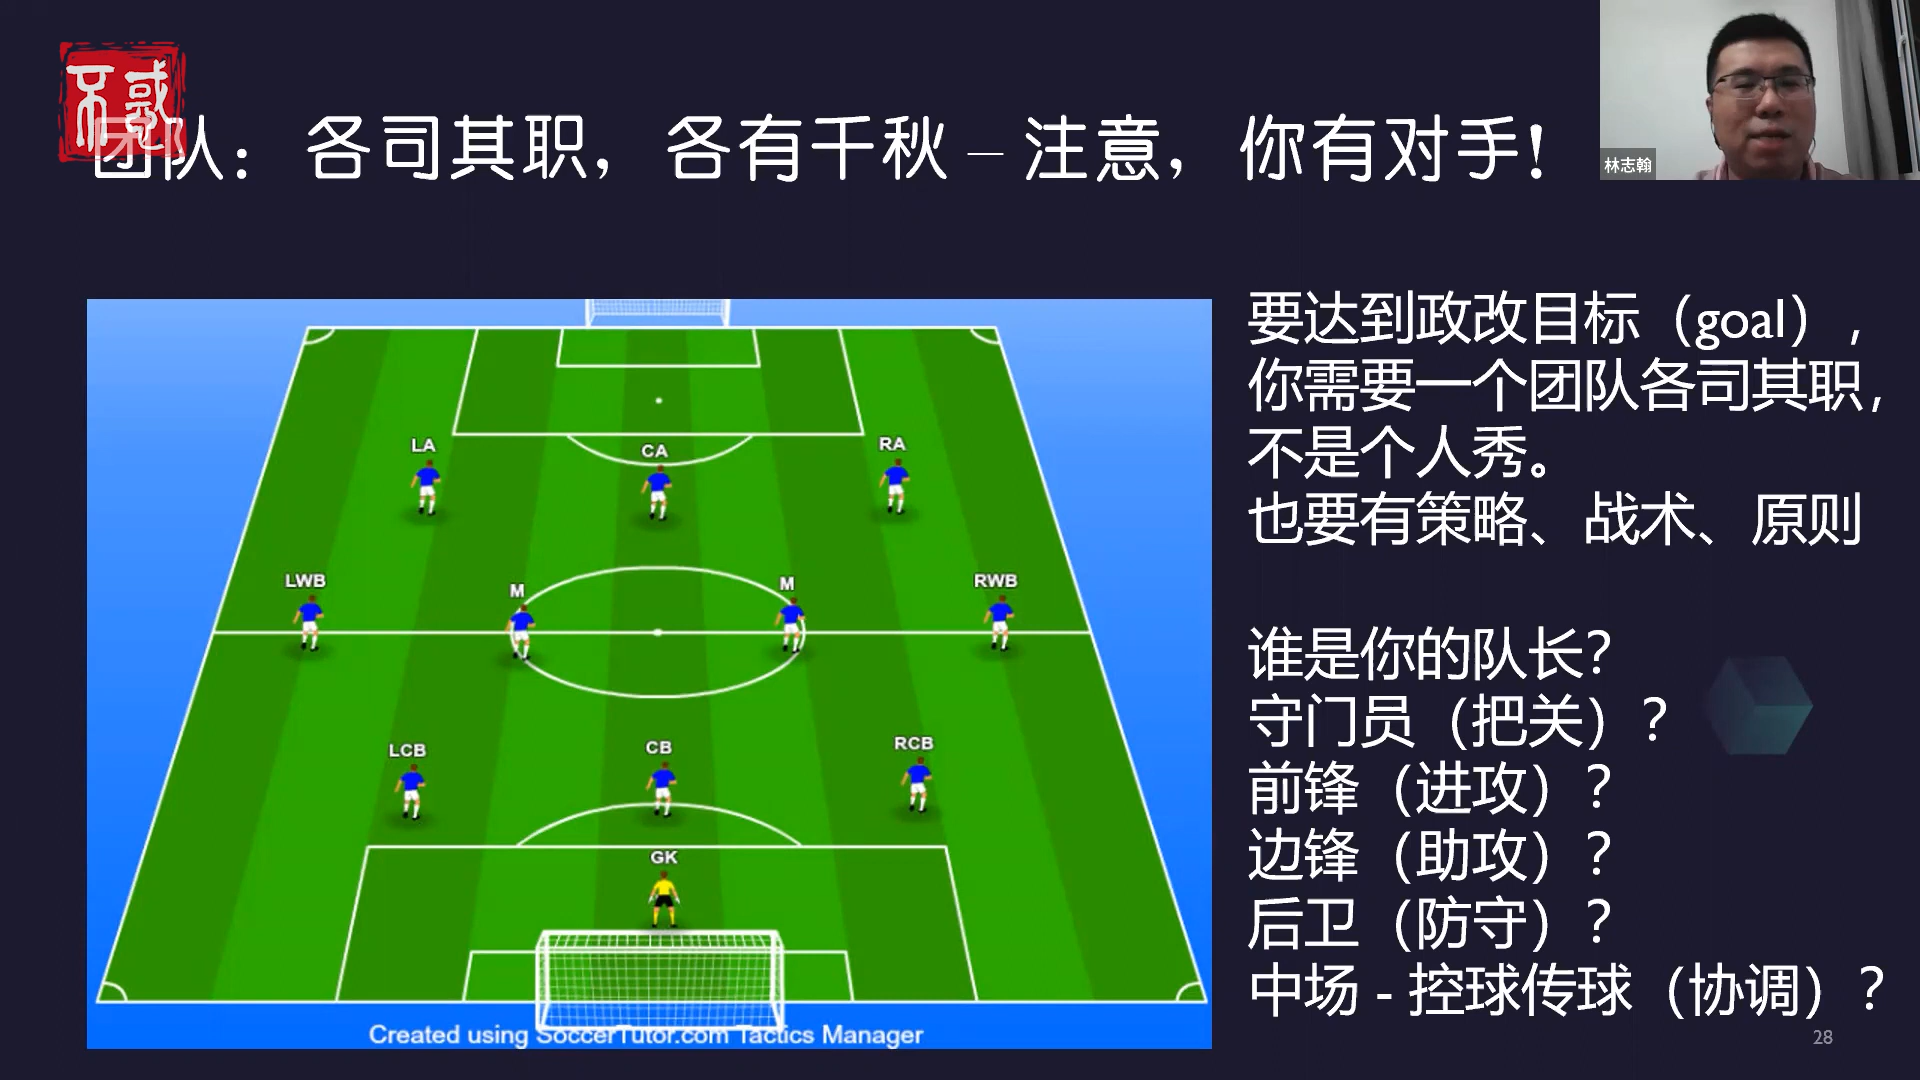 不惑
团队：各司其职，各有千秋 – 注意，你有对手！
林志翰
要达到政改目标（goal），
你需要一个团队各司其职，
不是个人秀。
也要有策略、战术、原则
谁是你的队长？
守门员（把关）？
前锋（进攻）？
边锋（助攻）？
后卫（防守）？
中场 - 控球传球（协调）？
LA
CA
RA
LWB
M
M
RWB
LCB
CB
RCB
GK
Created using SoccerTutor.com Tactics Manager
28